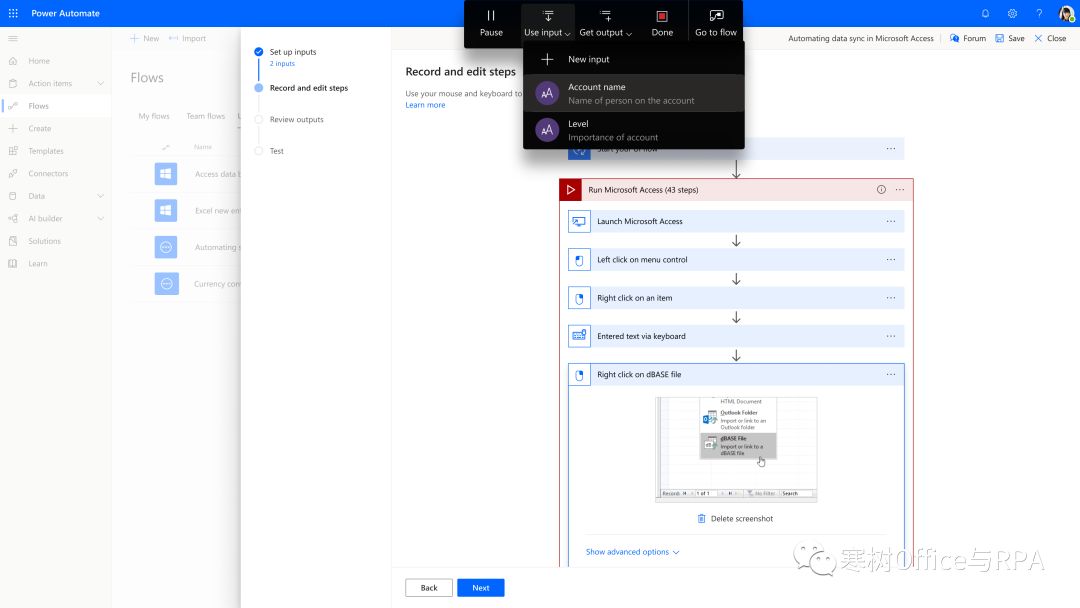 Power Automate
Pause
Use input
Get output
Done
Go to flow
New
Import
Automating data sync in Microsoft Access
Forum
Save
Close
Home
Action items
Flows
Create
Templates
Connectors
Data
AI builder
Solutions
Learn
Flows
My flows
Team flows
Name
Access data b
Excel new en
Automating s
Currency con
Set up inputs
2 inputs
Record and edit steps
Review outputs
Test
Record and edit steps
Use your mouse and keyboard to
Learn more
New input
Account name
Name of person on the account
Level
Importance of account
Start your UI flow
Run Microsoft Access (43 steps)
Launch Microsoft Access
Left click on menu control
Right click on an item
Entered text via keyboard
Right click on dBASE file
HTML Document
Outlook Folder
Import or link to an
Outlook folder
dBASE File
Import or link to a
dBASE file
Record: 1 of 1 No Filter Search
Delete screenshot
Show advanced options
Back
Next
寒树Office与RPA